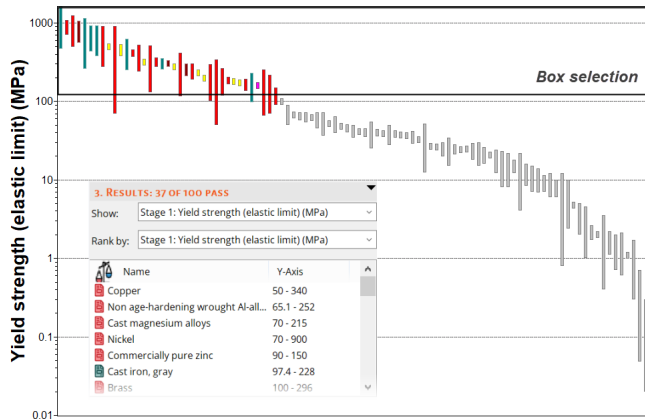 Yield strength (elastic limit) (MPa)
1000
100
10
1
0.1
0.01
Box selection
3. RESULTS: 37 OF 100 PASS
Show: Stage 1: Yield strength (elastic limit) (MPa)
Rank by: Stage 1: Yield strength (elastic limit) (MPa)
Name Y-Axis
Copper 50 - 340
Non age-hardening wrought Al-all... 65.1 - 252
Cast magnesium alloys 70 - 215
Nickel 70 - 900
Commercially pure zinc 90 - 150
Cast iron, gray 97.4 - 228
Brass 100 - 296